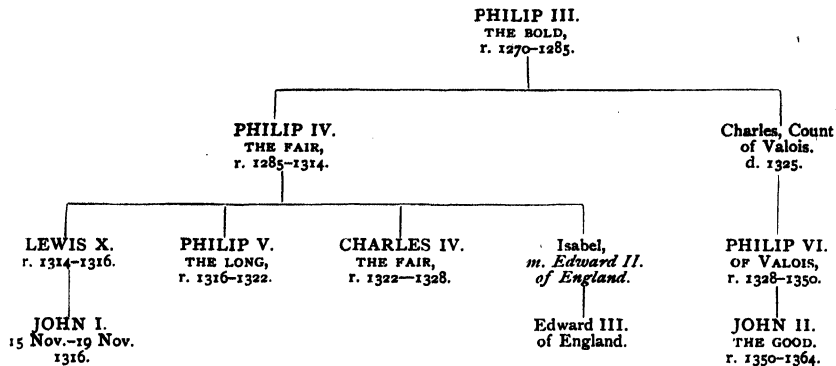 PHILIP III.
THE BOLD,
r. 1270–1285.
PHILIP IV.
THE FAIR,
r. 1285–1314.
Charles, Count
of Valois.
d. 1325.
LEWIS X.
r. 1314–1316.
PHILIP V.
THE LONG,
r. 1316–1322.
CHARLES IV.
THE FAIR,
r. 1322—1328.
Isabel,
m. Edward II.
of England.
PHILIP VI.
OF VALOIS,
r. 1328–1350.
JOHN I.
15 Nov.–19 Nov.
1316.
Edward III.
of England.
JOHN II.
THE GOOD.
r. 1350–1364.